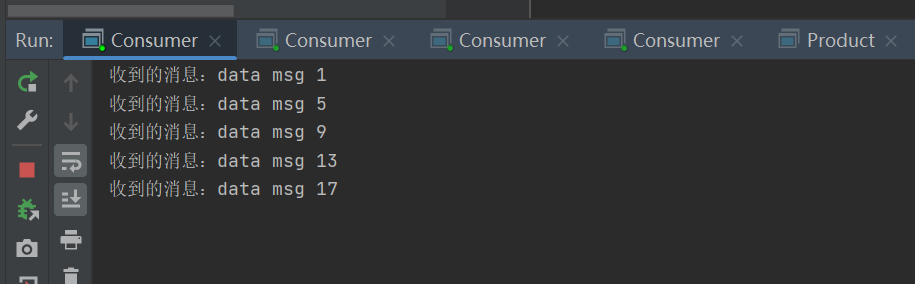 Run: Consumer × Consumer × Consumer × Consumer × Product ×
收到的消息：data msg 1
收到的消息：data msg 5
收到的消息：data msg 9
收到的消息：data msg 13
收到的消息：data msg 17